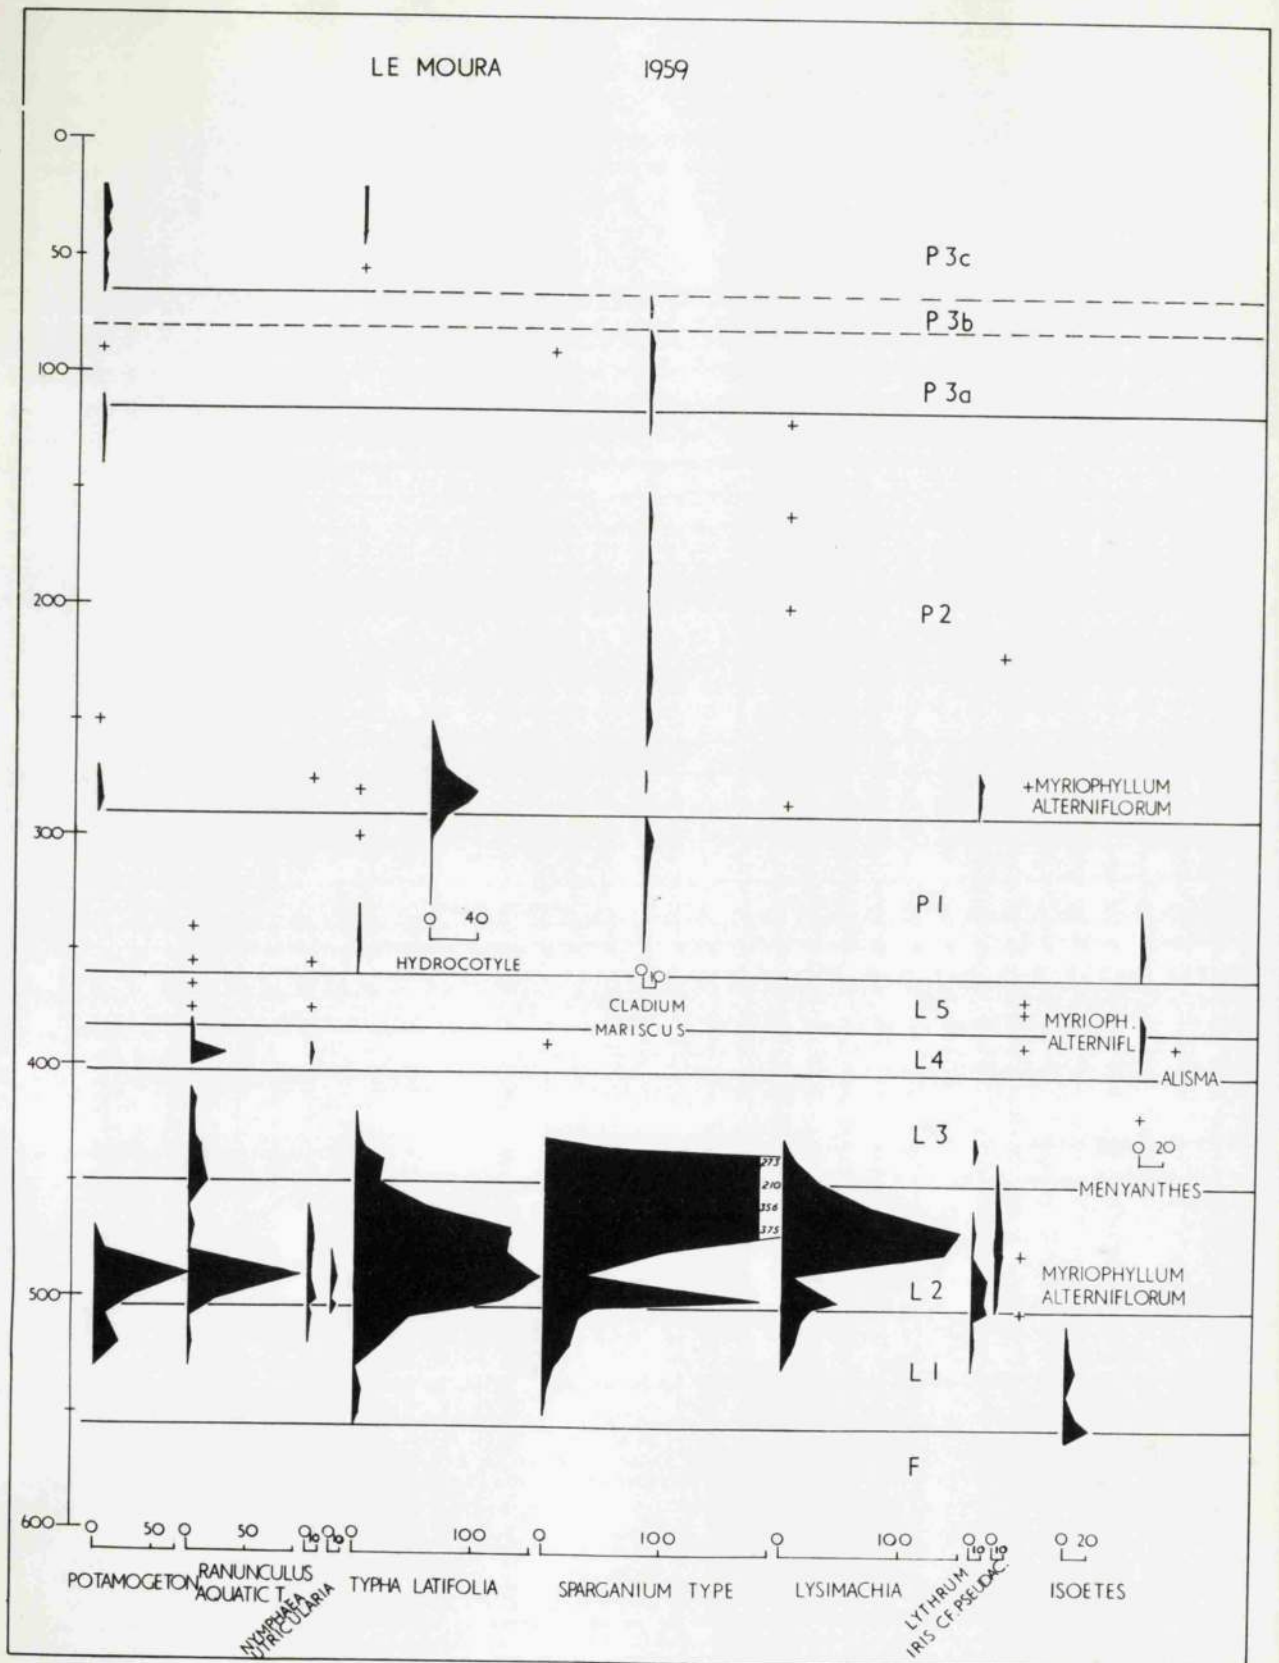 LE MOURA 1959
0
50
P 3c
P 3b
100
P 3a
200
P 2
+MYRIOPHYLLUM
ALTERNIFLORUM
300
P 1
0 40
HYDROCOTYLE
0 10
CLADIUM
MARISCUS
L 5
MYRIOPH.
ALTERNIFL
400
L 4
ALISMA
L 3
0 20
273
210
MENYANTHES
356
375
MYRIOPHYLLUM
ALTERNIFLORUM
500
L 2
L 1
F
600
0 50 0 50 0 10 0 10 0 100 0 100 0 100 0 10 0 10 0 20
POTAMOGETON
RANUNCULUS
AQUATIC T.
NYMPHAEA
UTRICULARIA
TYPHA LATIFOLIA
SPARGANIUM TYPE
LYSIMACHIA
LYTHRUM
IRIS CF. PSEUDAC.
ISOETES